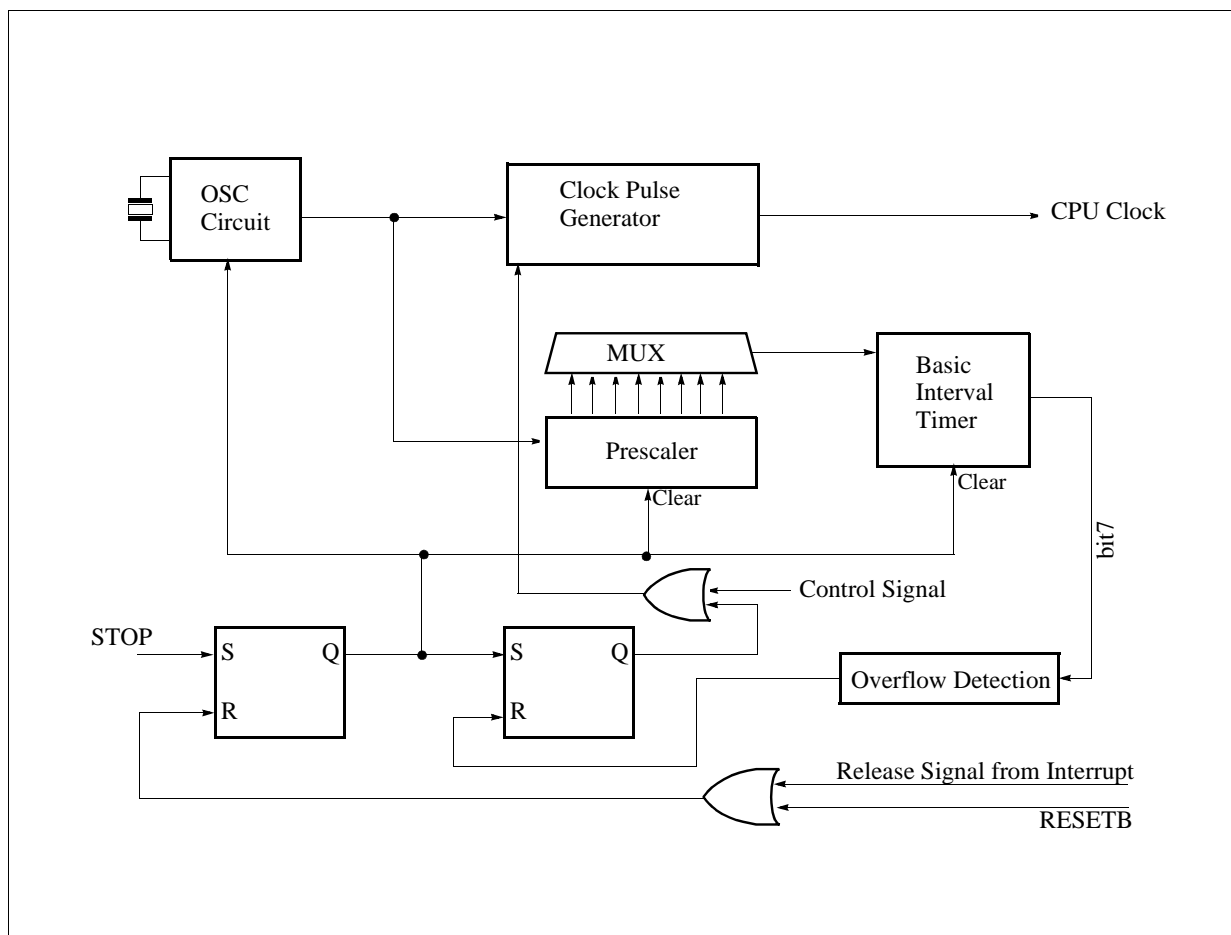 OSC
Circuit
Clock Pulse
Generator
CPU Clock
MUX
Basic
Interval
Timer
Prescaler
Clear
Clear
bit7
Control Signal
STOP
S
Q
R
S
Q
R
Overflow Detection
Release Signal from Interrupt
RESETB